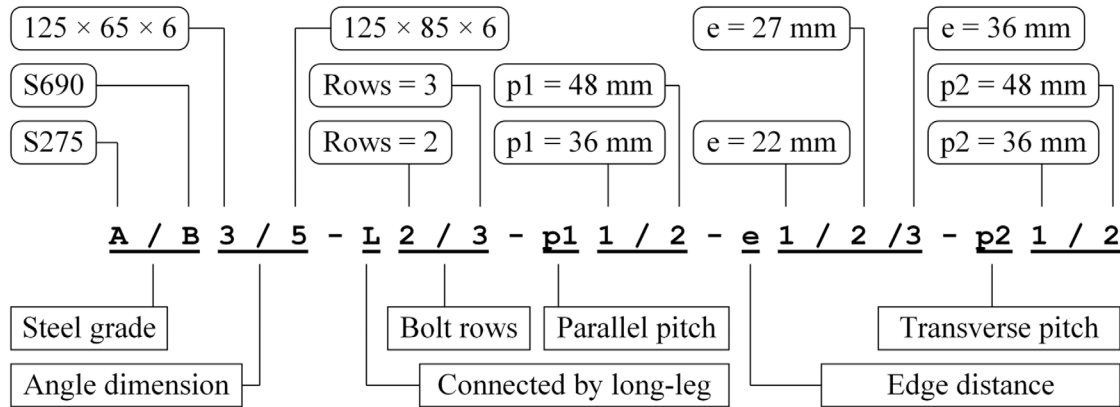 125 × 65 × 6 125 × 85 × 6 e = 27 mm e = 36 mm
S690 Rows = 3 p1 = 48 mm p2 = 48 mm
S275 Rows = 2 p1 = 36 mm e = 22 mm p2 = 36 mm
A / B 3 / 5 - L 2 / 3 - p1 1 / 2 - e 1 / 2 /3 - p2 1 / 2
Steel grade Bolt rows Parallel pitch Transverse pitch
Angle dimension Connected by long-leg Edge distance